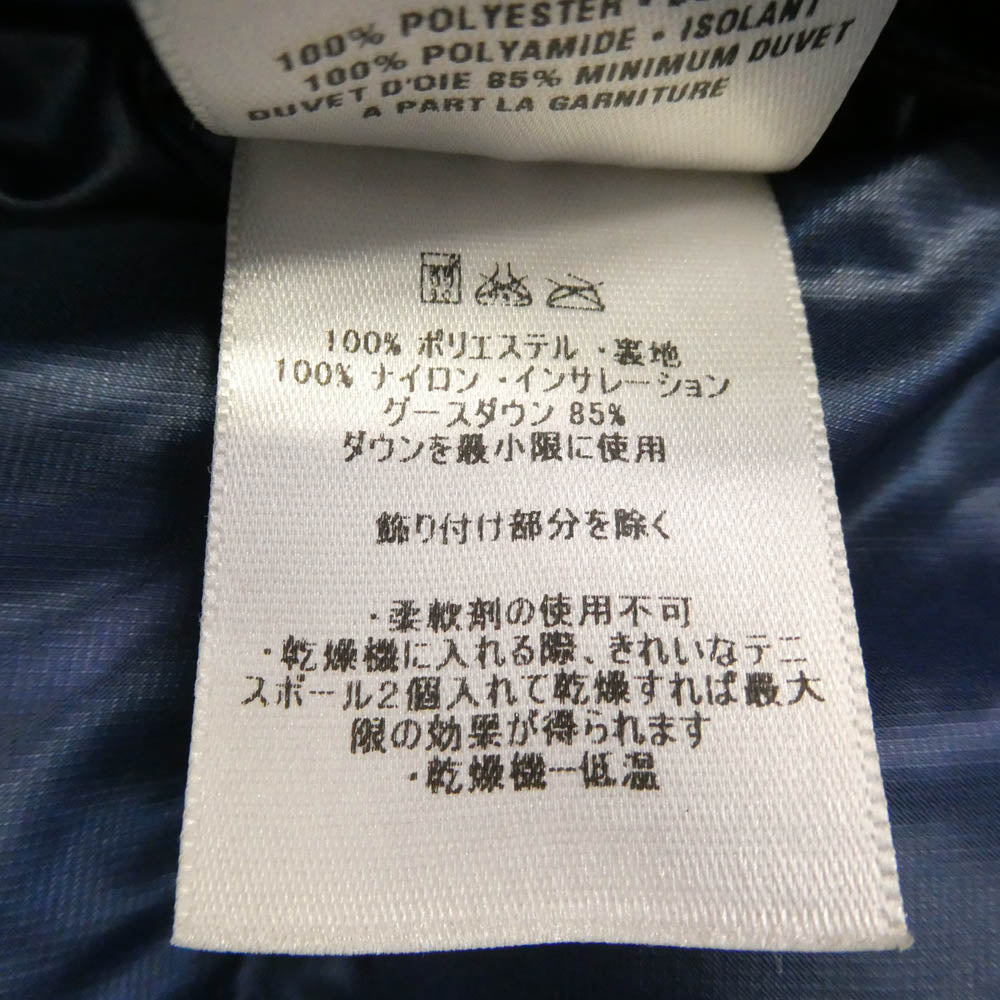 100% POLYESTER •
100% POLYAMIDE • ISOLANT
DUVET D'OIE 85% MINIMUM DUVET
A PART LA GARNITURE
100% ポリエステル ・裏地
100% ナイロン ・インサレーション
グースダウン 85%
ダウンを最小限に使用
飾り付け部分を除く
・柔軟剤の使用不可
・乾燥機に入れる際、きれいなテニ
スボール2個入れて乾燥すれば最大
限の効果が得られます
・乾燥機ー低温